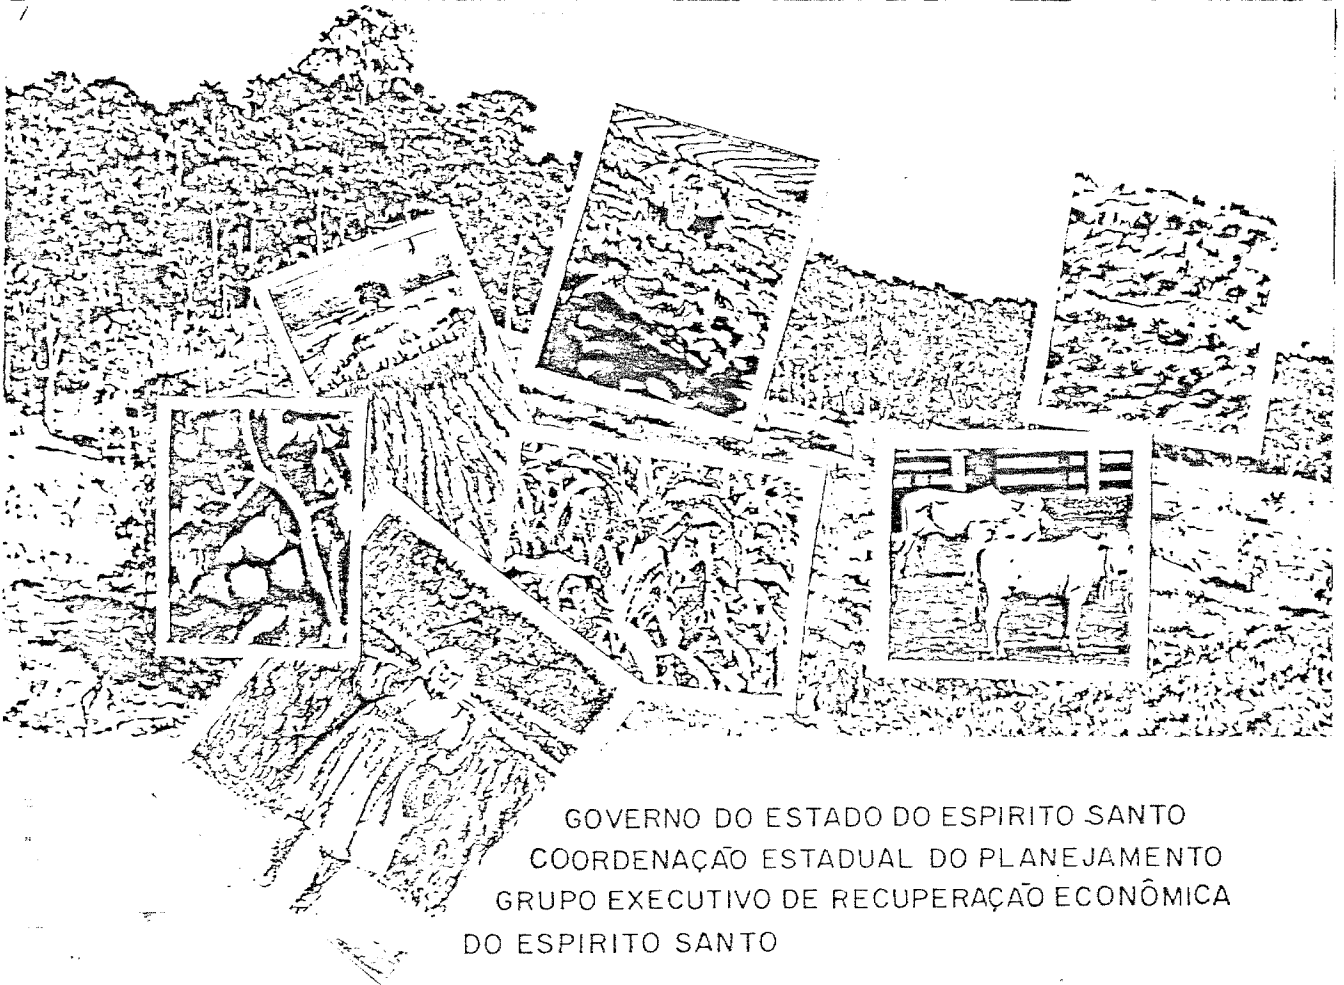 GOVERNO DO ESTADO DO ESPIRITO SANTO
COORDENAÇÃO ESTADUAL DO PLANEJAMENTO
GRUPO EXECUTIVO DE RECUPERAÇÃO ECONÔMICA
DO ESPIRITO SANTO